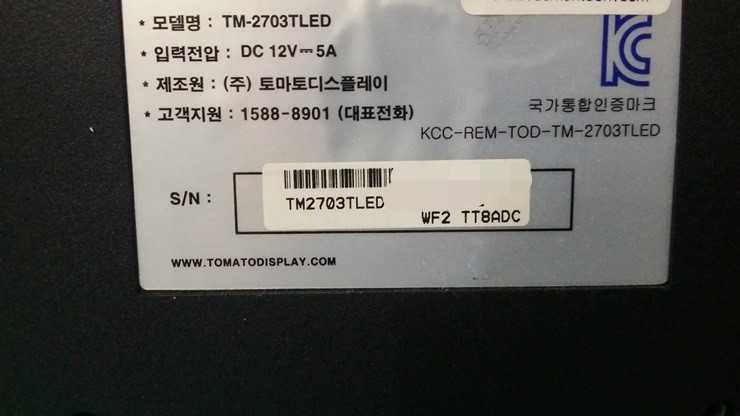 * 모델명 : TM-2703TLED
* 입력전압 : DC 12V⎓5A
* 제조원 : (주) 토마토디스플레이
* 고객지원 : 1588-8901 (대표전화)
국가통합인증마크
KCC-REM-TOD-TM-2703TLED
S/N :
TM2703TLED
WF2 TT8ADC
WWW.TOMATODISPLAY.COM